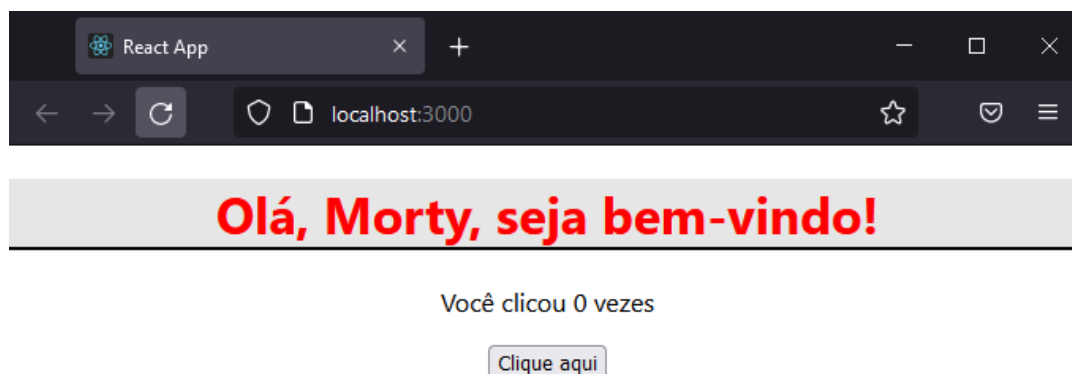 React App
localhost:3000
Olá, Morty, seja bem-vindo!
Você clicou 0 vezes
Clique aqui